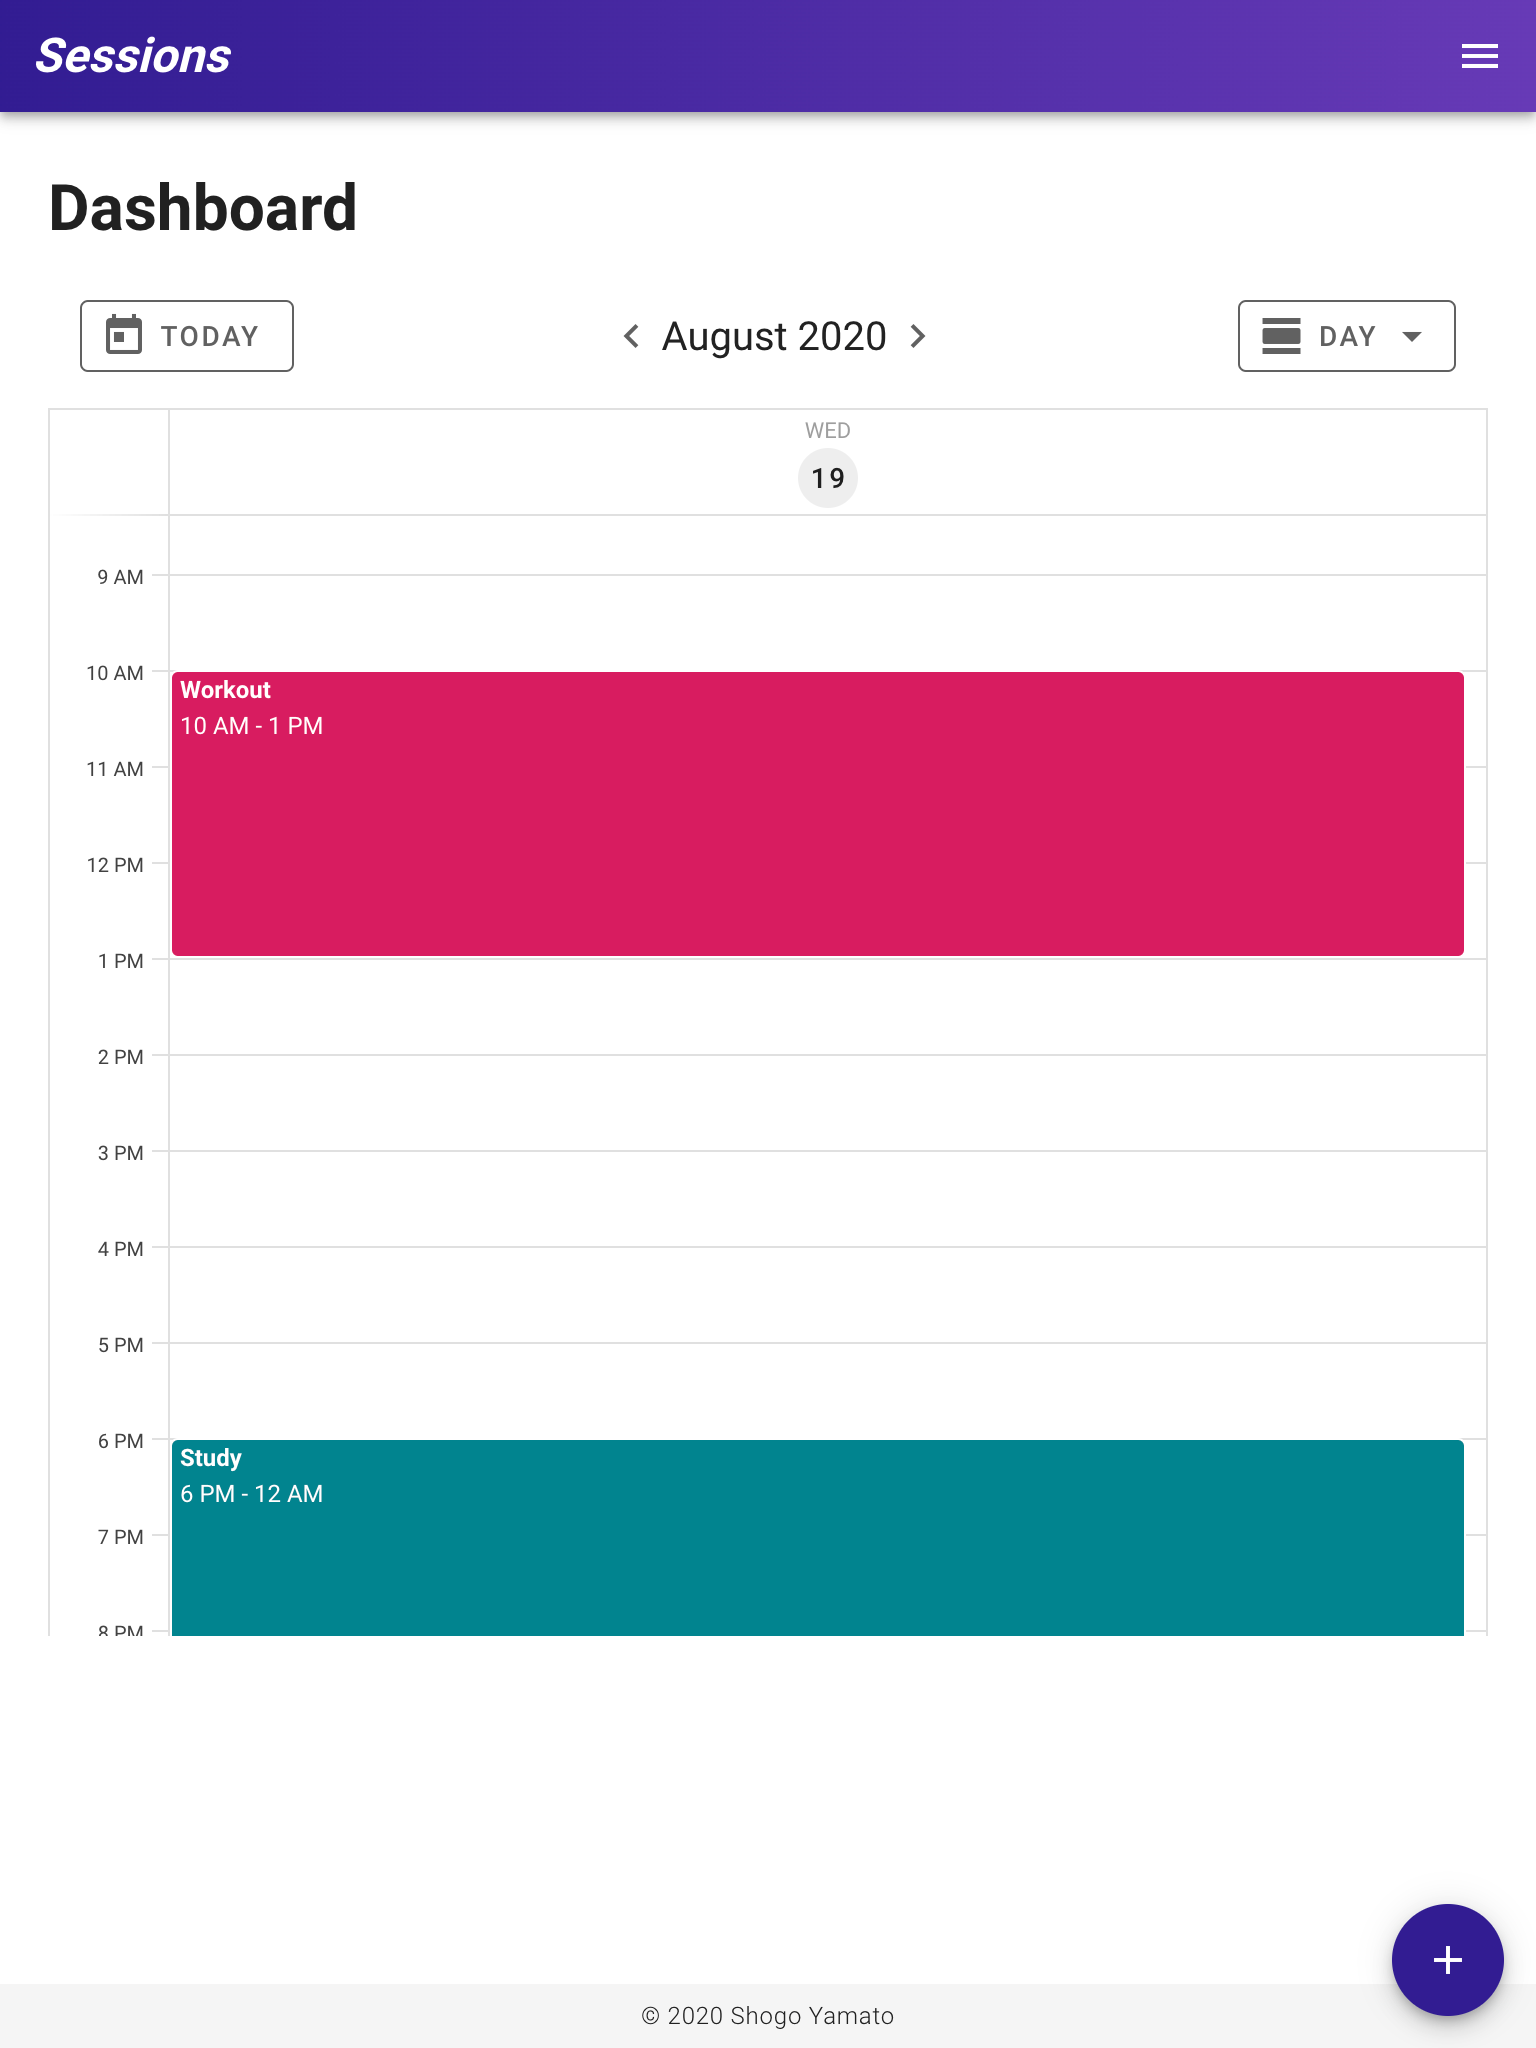 Sessions
Dashboard
TODAY
August 2020
DAY
WED
19
9 AM
10 AM
Workout
10 AM - 1 PM
11 AM
12 PM
1 PM
2 PM
3 PM
4 PM
5 PM
6 PM
Study
6 PM - 12 AM
7 PM
8 PM
© 2020 Shogo Yamato